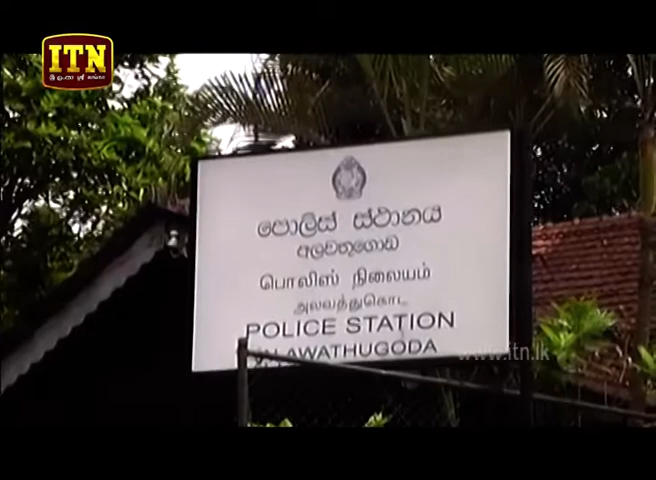 ITN
පොලිස් ස්ථානය
අලවතුගොඩ
பொலிஸ் நிலையம்
அலவத்துகொட
POLICE STATION
ALAWATHUGODA
www.itn.lk